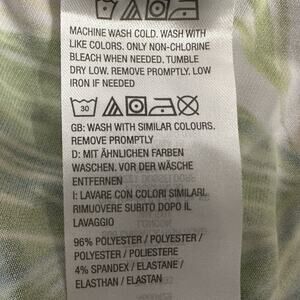 MACHINE WASH COLD. WASH WITH
LIKE COLORS. ONLY NON-CHLORINE
BLEACH WHEN NEEDED. TUMBLE
DRY LOW. REMOVE PROMPTLY. LOW
IRON IF NEEDED
30
GB: WASH WITH SIMILAR COLOURS.
REMOVE PROMPTLY
D: MIT ÄHNLICHEN FARBEN
WASCHEN. VOR DER WÄSCHE
ENTFERNEN
I: LAVARE CON COLORI SIMILARI.
RIMUOVERE SUBITO DOPO IL
LAVAGGIO
96% POLYESTER / POLYESTER /
POLYESTER / POLIESTERE
4% SPANDEX / ELASTANE /
ELASTHAN / ELASTAN